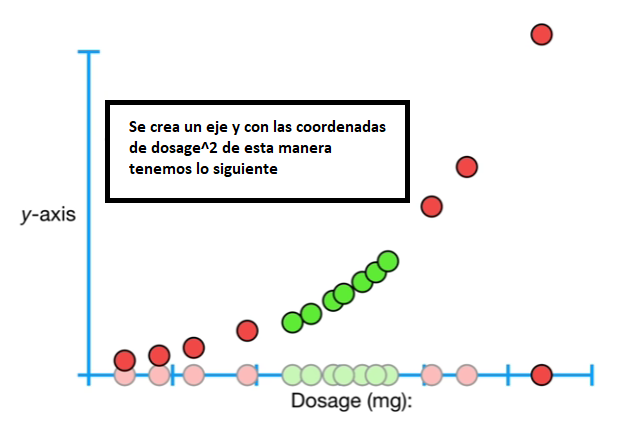 Se crea un eje y con las coordenadas
de dosage^2 de esta manera
tenemos lo siguiente
y-axis
Dosage (mg):